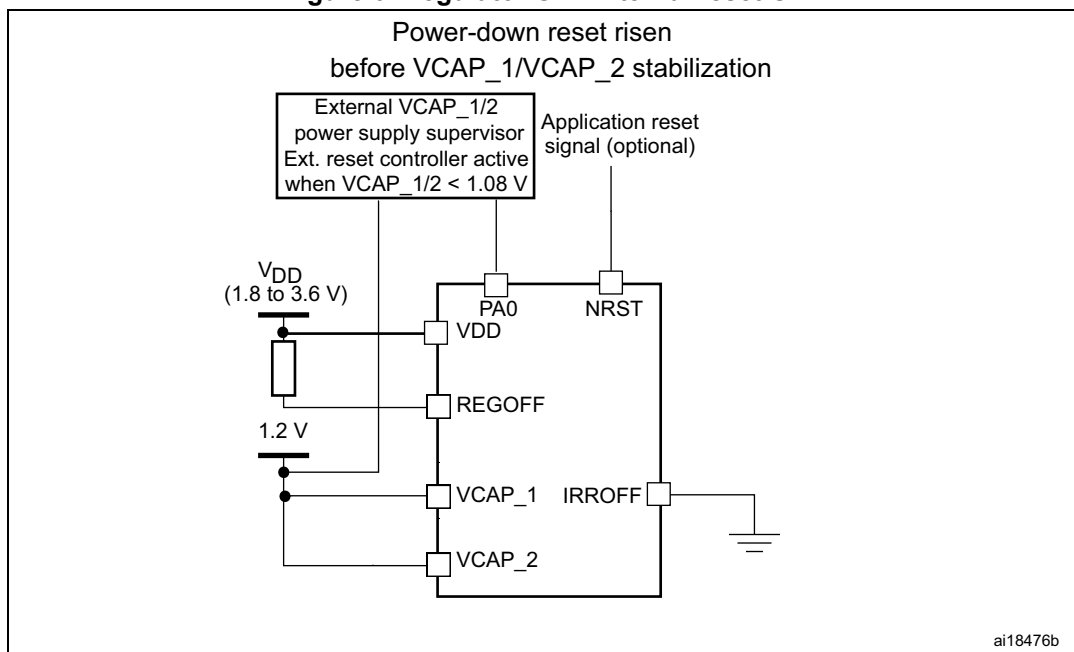 Power-down reset risen
before VCAP_1/VCAP_2 stabilization
External VCAP_1/2
power supply supervisor
Ext. reset controller active
when VCAP_1/2 < 1.08 V
Application reset
signal (optional)
VDD
(1.8 to 3.6 V)
PA0
NRST
VDD
REGOFF
1.2 V
VCAP_1
IRROFF
VCAP_2
ai18476b